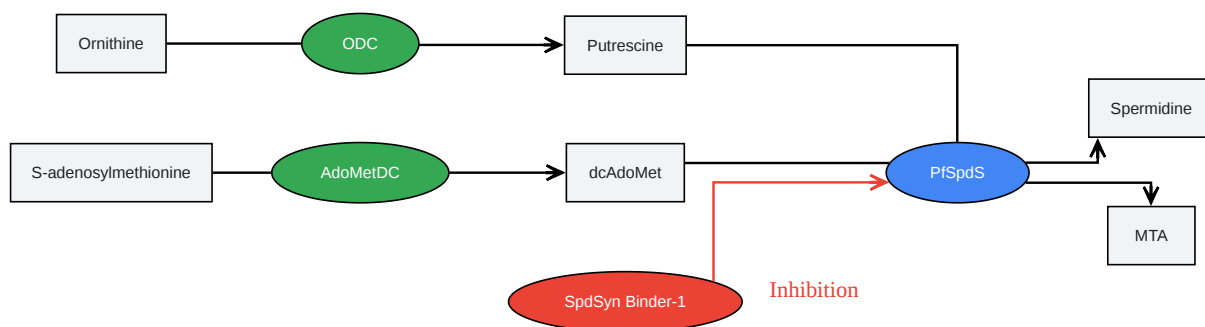 Ornithine
ODC
Putrescine
Spermidine
S-adenosylmethionine
AdoMetDC
dcAdoMet
PfSpdS
MTA
SpdSyn Binder-1
Inhibition